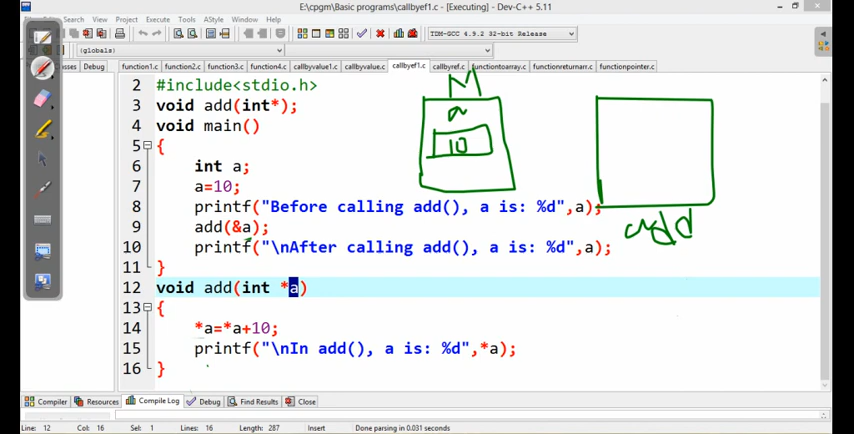 E:\cpgm\Basic programs\callbyef1.c - [Executing] - Dev-C++ 5.11
Search View Project Execute Tools AStyle Window Help
TDM-GCC 4.9.2 32-bit Release
(globals)
Debug function1.c function2.c function3.c function4.c callbyvalue1.c callbyvalue.c callbyef1.c callbyref.c functiontoarray.c functionreturnarr.c functionpointer.c
2 #include<stdio.h>
3 void add(int*);
4 void main()
5 {
6 int a;
7 a=10;
8 printf("Before calling add(), a is: %d",a);
9 add(&a);
10 printf("\nAfter calling add(), a is: %d",a);
11 }
12 void add(int *a)
13 {
14 *a=*a+10;
15 printf("\nIn add(), a is: %d",*a);
16 }
M
a
10
add
Compiler Resources Compile Log Debug Find Results Close
Line: 12 Col: 16 Sel: 1 Lines: 16 Length: 287 Insert Done parsing in 0.031 seconds